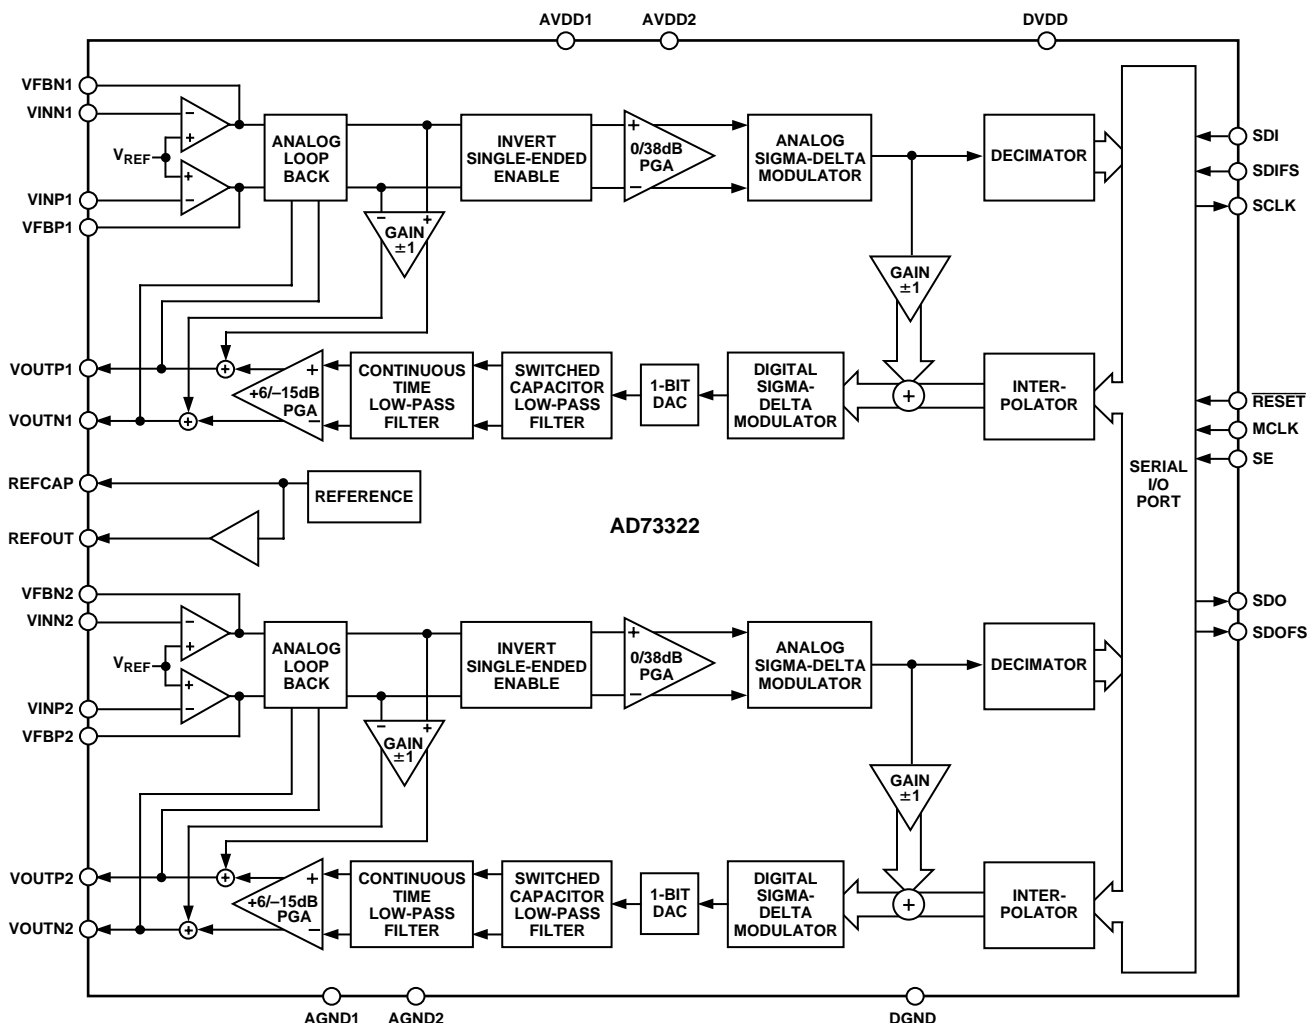 AVDD1
AVDD2
DVDD
VFBN1
VINN1
VREF
VINP1
VFBP1
−
+
+
−
ANALOG
LOOP
BACK
INVERT
SINGLE-ENDED
ENABLE
+
0/38dB
PGA
−
ANALOG
SIGMA-DELTA
MODULATOR
DECIMATOR
SDI
SDIFS
SCLK
− +
GAIN
±1
GAIN
±1
VOUTP1
VOUTN1
+
+
+
+6/–15dB
PGA
−
CONTINUOUS
TIME
LOW-PASS
FILTER
SWITCHED
CAPACITOR
LOW-PASS
FILTER
1-BIT
DAC
DIGITAL
SIGMA-
DELTA
MODULATOR
+
INTER-
POLATOR
RESET
MCLK
SE
SERIAL
I/O
PORT
REFCAP
REFOUT
REFERENCE
AD73322
VFBN2
VINN2
VREF
VINP2
VFBP2
−
+
+
−
ANALOG
LOOP
BACK
INVERT
SINGLE-ENDED
ENABLE
+
0/38dB
PGA
−
ANALOG
SIGMA-DELTA
MODULATOR
DECIMATOR
SDO
SDOFS
− +
GAIN
±1
GAIN
±1
VOUTP2
VOUTN2
+
+
+
+6/–15dB
PGA
−
CONTINUOUS
TIME
LOW-PASS
FILTER
SWITCHED
CAPACITOR
LOW-PASS
FILTER
1-BIT
DAC
DIGITAL
SIGMA-
DELTA
MODULATOR
+
INTER-
POLATOR
AGND1
AGND2
DGND